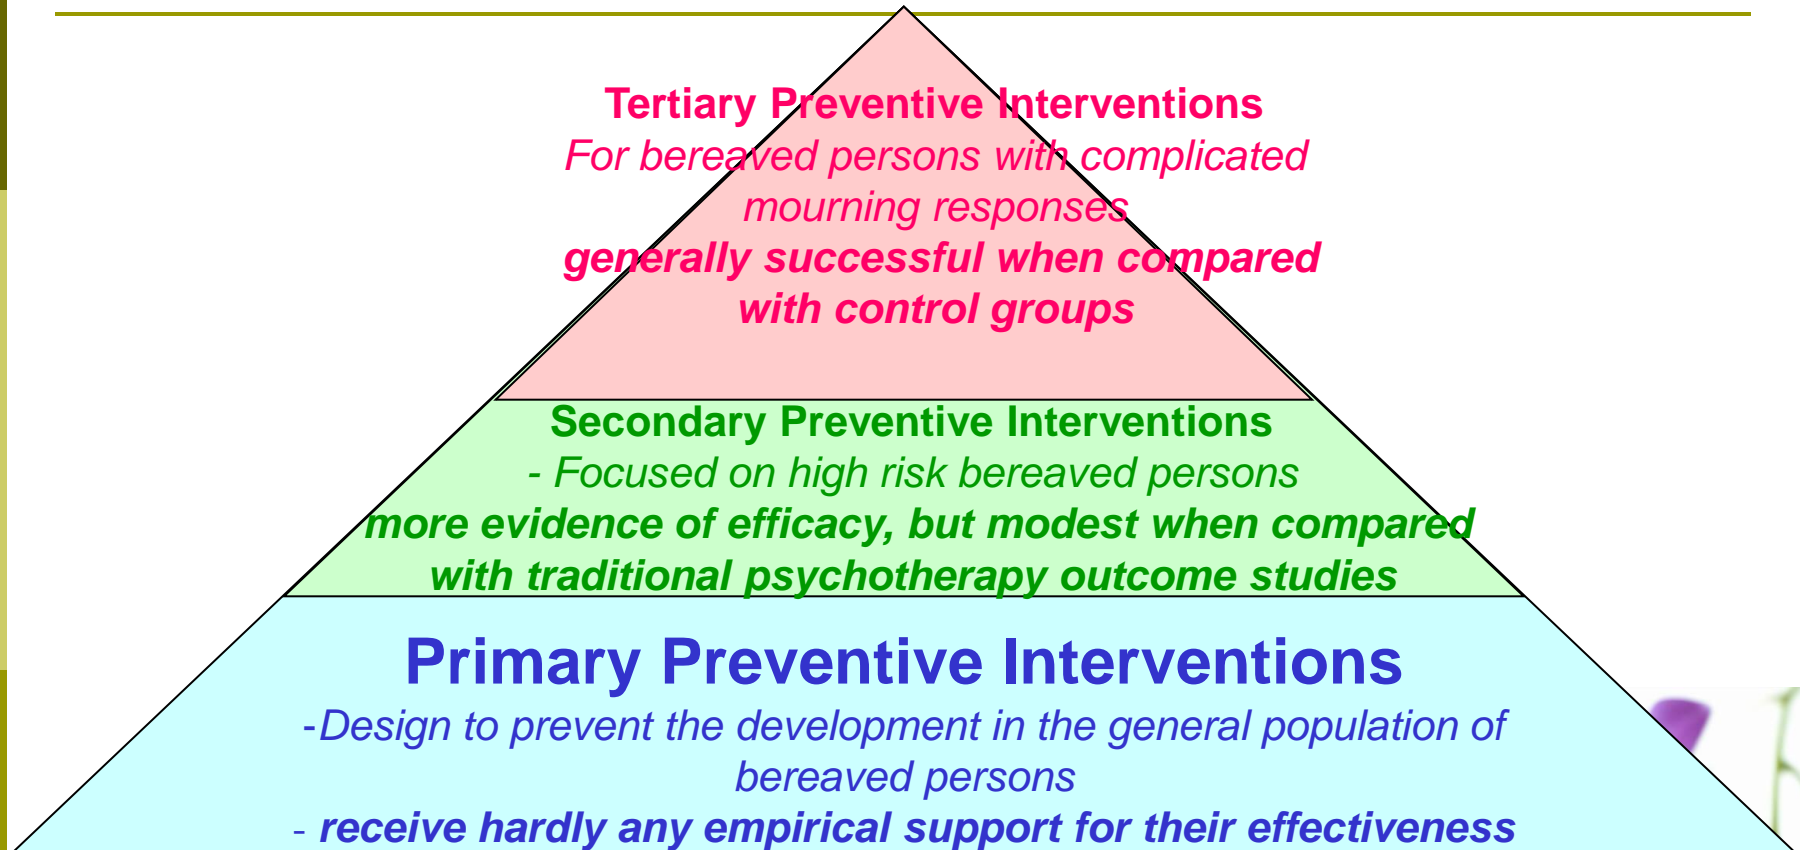 Tertiary Preventive Interventions
For bereaved persons with complicated
mourning responses
generally successful when compared
with control groups
Secondary Preventive Interventions
- Focused on high risk bereaved persons
more evidence of efficacy, but modest when compared
with traditional psychotherapy outcome studies
Primary Preventive Interventions
-Design to prevent the development in the general population of
bereaved persons
- receive hardly any empirical support for their effectiveness